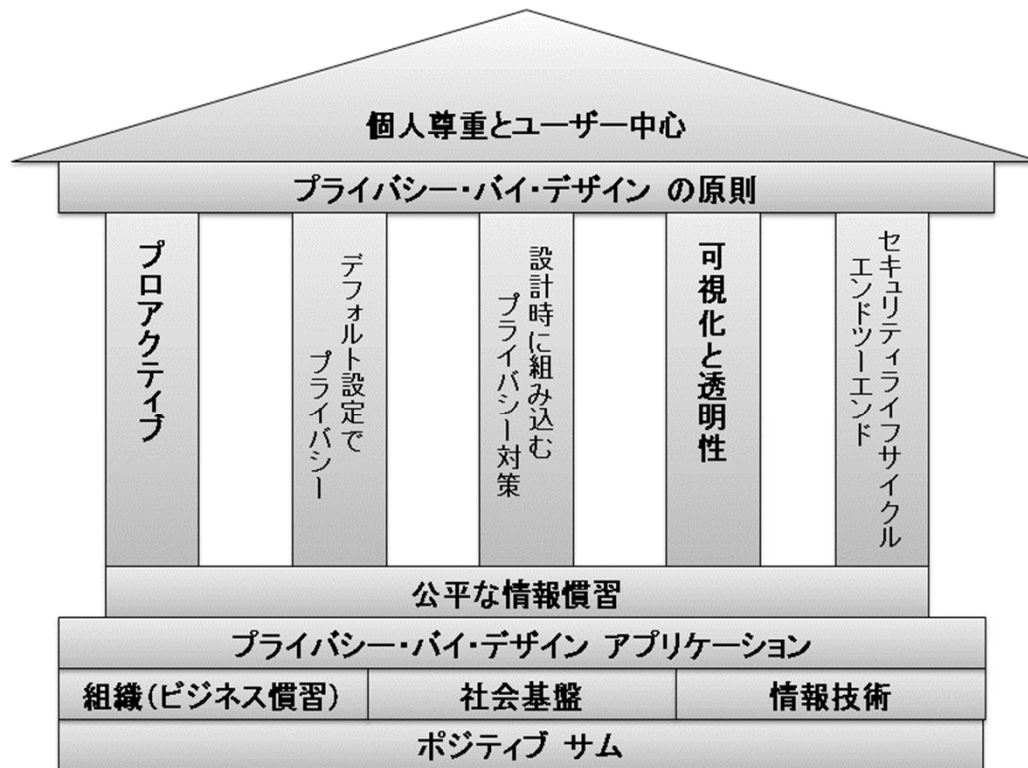 個人尊重とユーザー中心
プライバシー・バイ・デザイン の原則
プロアクティブ
デフォルト設定で
プライバシー
設計時に組み込む
プライバシー対策
可視化と透明性
セキュリティライフサイクル
エンドツーエンド
公平な情報慣習
プライバシー・バイ・デザイン アプリケーション
組織(ビジネス慣習)
社会基盤
情報技術
ポジティブ サム